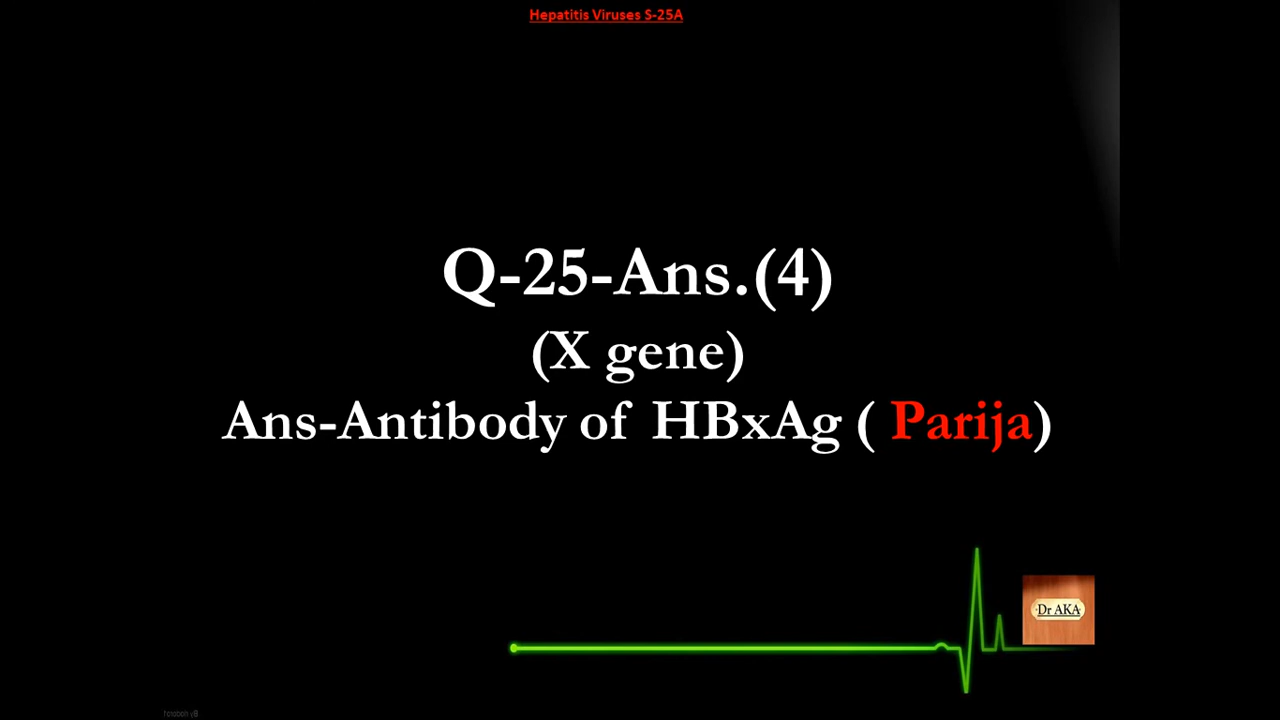 Hepatitis Viruses S-25A
Q-25-Ans.(4)
(X gene)
Ans-Antibody of HBxAg ( Parija)
Dr AKA